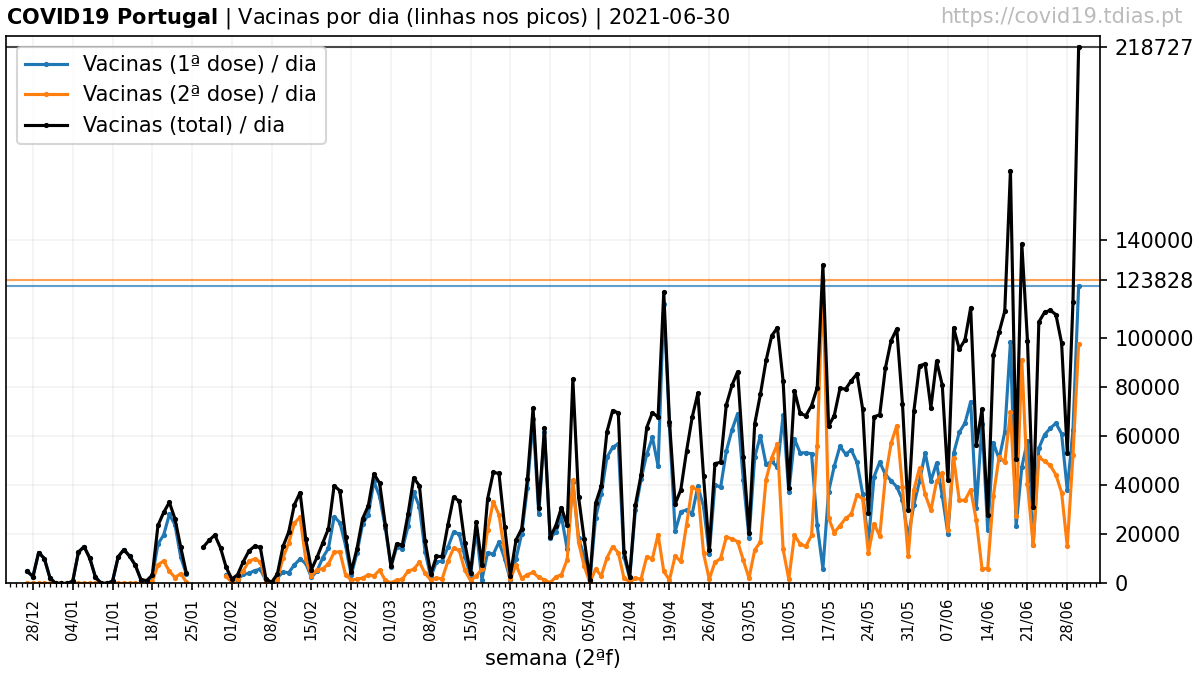 COVID19 Portugal | Vacinas por dia (linhas nos picos) | 2021-06-30
https://covid19.tdias.pt
Vacinas (1ª dose) / dia
Vacinas (2ª dose) / dia
Vacinas (total) / dia
218727
140000
123828
100000
80000
60000
40000
20000
0
28/12 04/01 11/01 18/01 25/01 01/02 08/02 15/02 22/02 01/03 08/03 15/03 22/03 29/03 05/04 12/04 19/04 26/04 03/05 10/05 17/05 24/05 31/05 07/06 14/06 21/06 28/06
semana (2ªf)